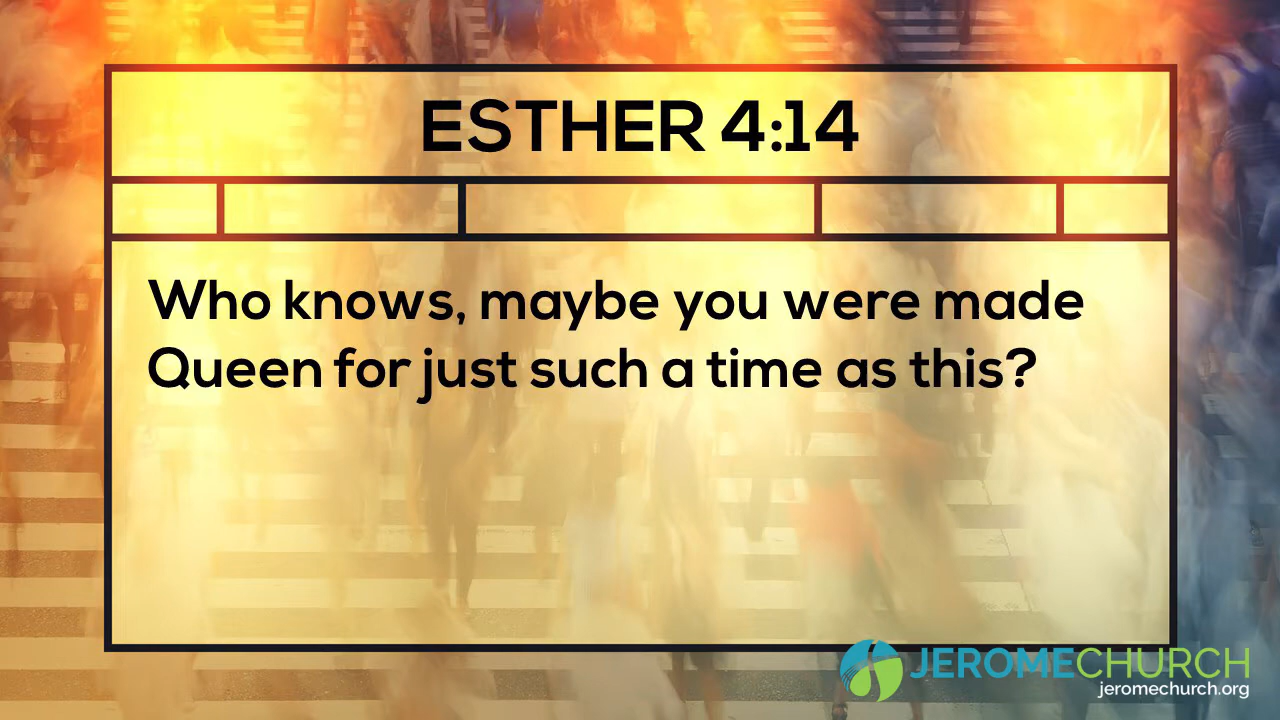 ESTHER 4:14
Who knows, maybe you were made
Queen for just such a time as this?
JEROMECHURCH
jeromechurch.org